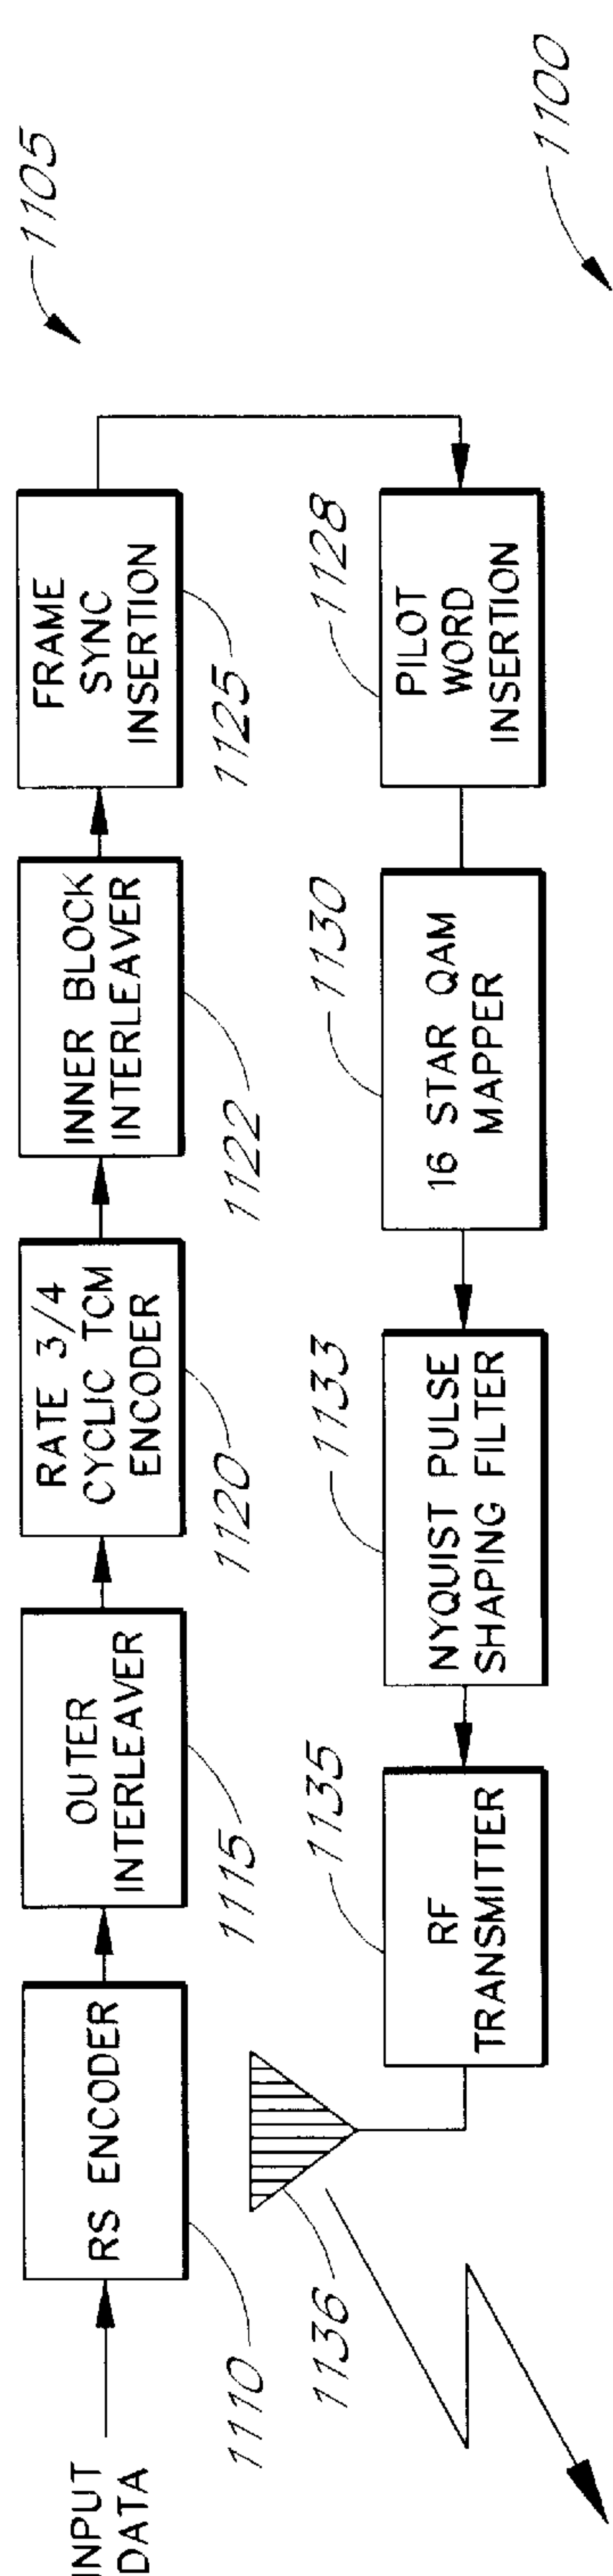 INPUT
DATA
RS ENCODER
1110
OUTER
INTERLEAVER
1115
RATE 3/4
CYCLIC TCM
ENCODER
1120
INNER BLOCK
INTERLEAVER
1122
FRAME
SYNC
INSERTION
1125
1105
PILOT
WORD
INSERTION
1128
16 STAR QAM
MAPPER
1130
NYQUIST PULSE
SHAPING FILTER
1133
RF
TRANSMITTER
1135
1136
1100